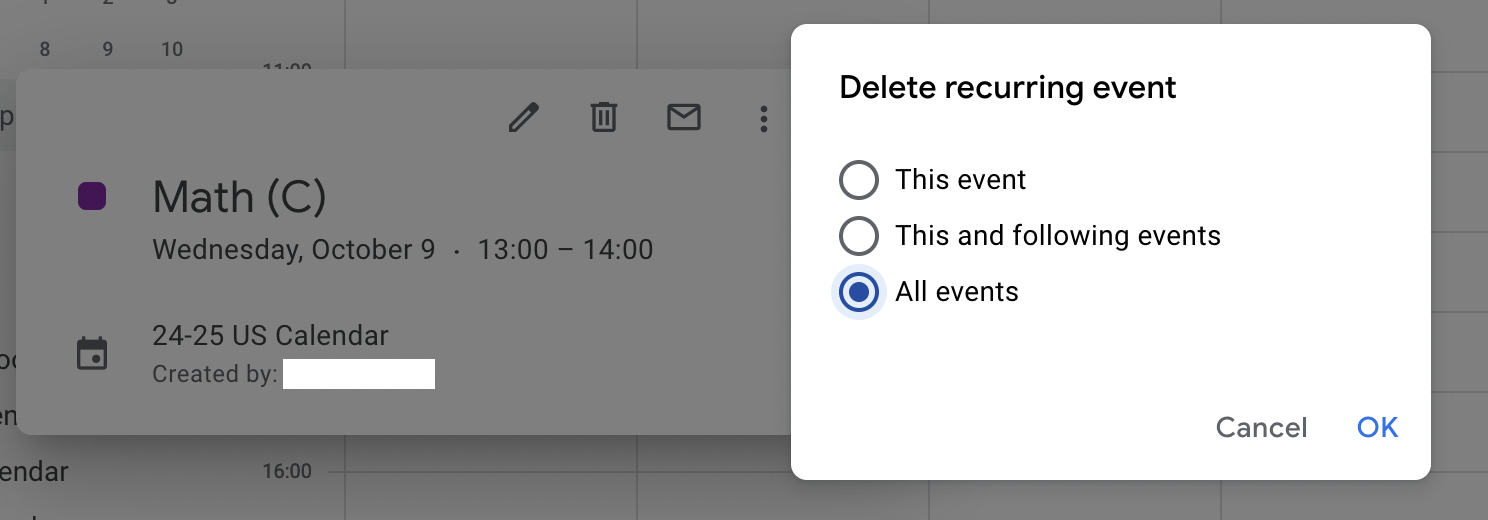 8 9 10
11:00
Math (C)
Wednesday, October 9 · 13:00 – 14:00
24-25 US Calendar
Created by:
endar
16:00
Delete recurring event
This event
This and following events
All events
Cancel
OK